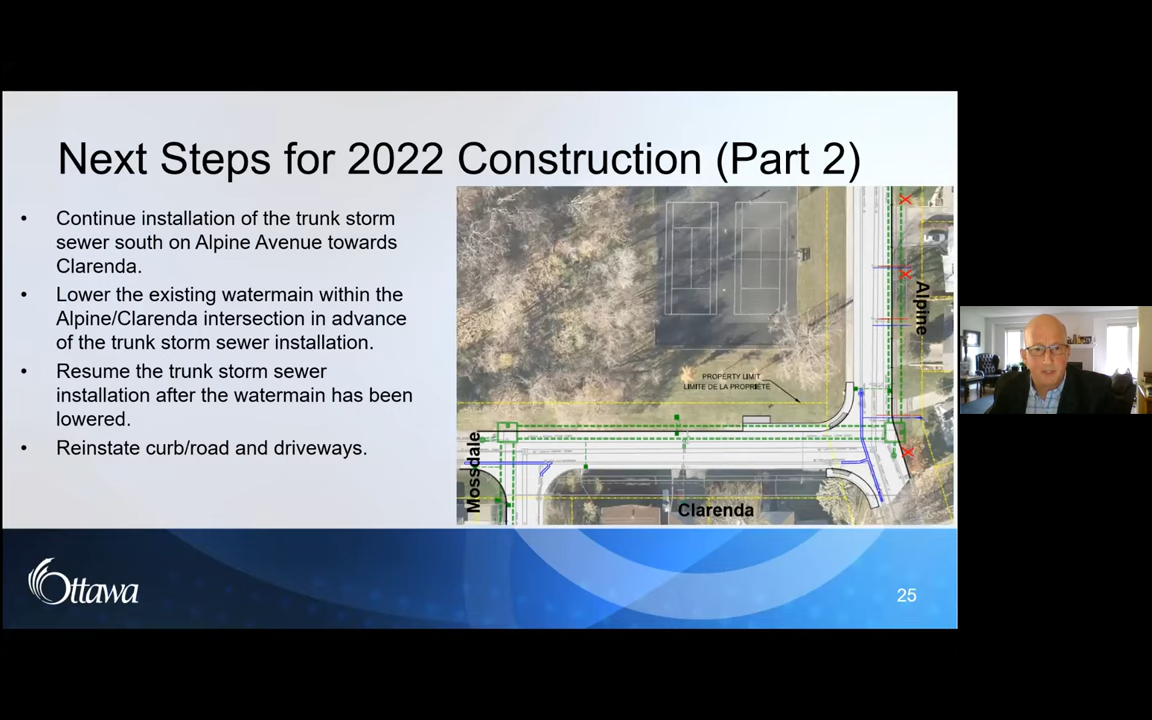 Next Steps for 2022 Construction (Part 2)
• Continue installation of the trunk storm
sewer south on Alpine Avenue towards
Clarenda.
• Lower the existing watermain within the
Alpine/Clarenda intersection in advance
of the trunk storm sewer installation.
• Resume the trunk storm sewer
installation after the watermain has been
lowered.
• Reinstate curb/road and driveways.
Alpine
PROPERTY LIMIT
LIMITE DE LA PROPRIÉTÉ
Mossdale
Clarenda
Ottawa
25